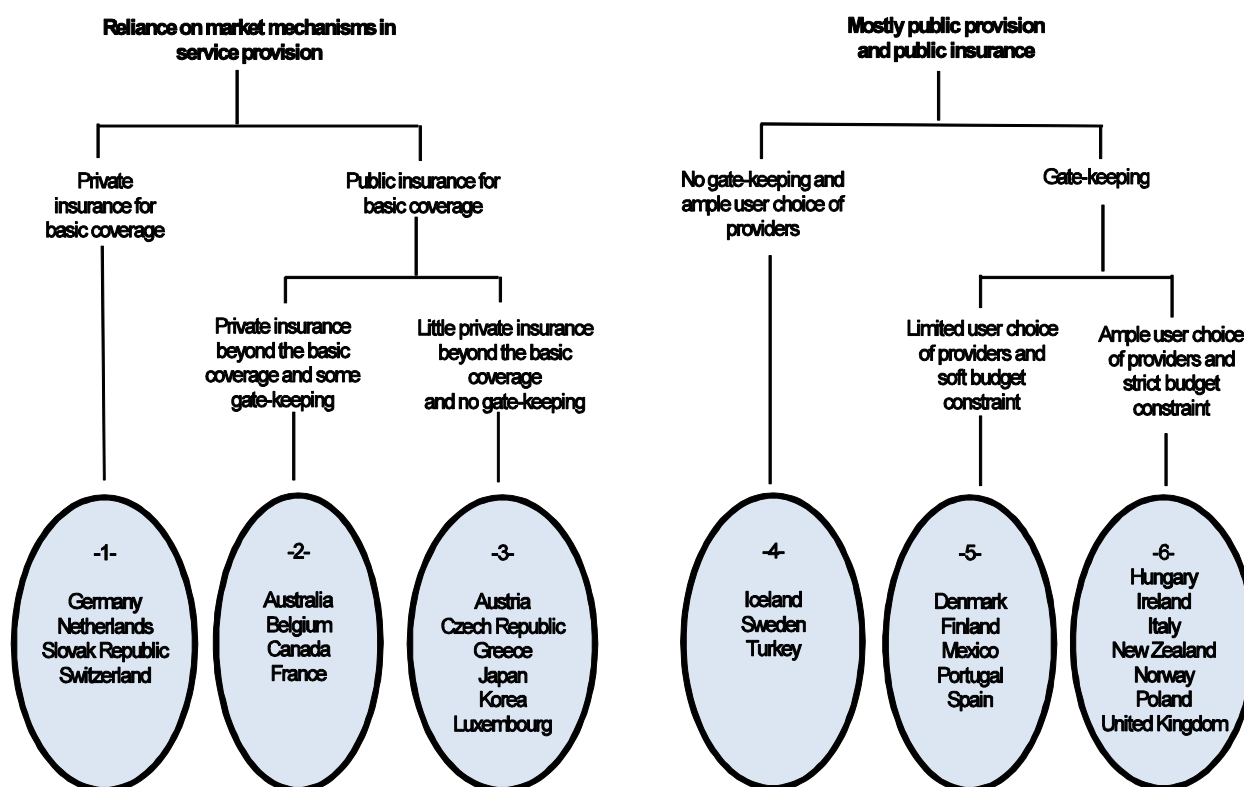 Reliance on market mechanisms in
service provision
Mostly public provision
and public insurance
Private
insurance for
basic coverage
Public insurance for
basic coverage
No gate-keeping and
ample user choice of
providers
Gate-keeping
Private insurance
beyond the basic
coverage and some
gate-keeping
Little private insurance
beyond the basic
coverage
and no gate-keeping
Limited user choice
of providers and
soft budget
constraint
Ample user choice
of providers and
strict budget
constraint
-1-
Germany
Netherlands
Slovak Republic
Switzerland
-2-
Australia
Belgium
Canada
France
-3-
Austria
Czech Republic
Greece
Japan
Korea
Luxembourg
-4-
Iceland
Sweden
Turkey
-5-
Denmark
Finland
Mexico
Portugal
Spain
-6-
Hungary
Ireland
Italy
New Zealand
Norway
Poland
United Kingdom